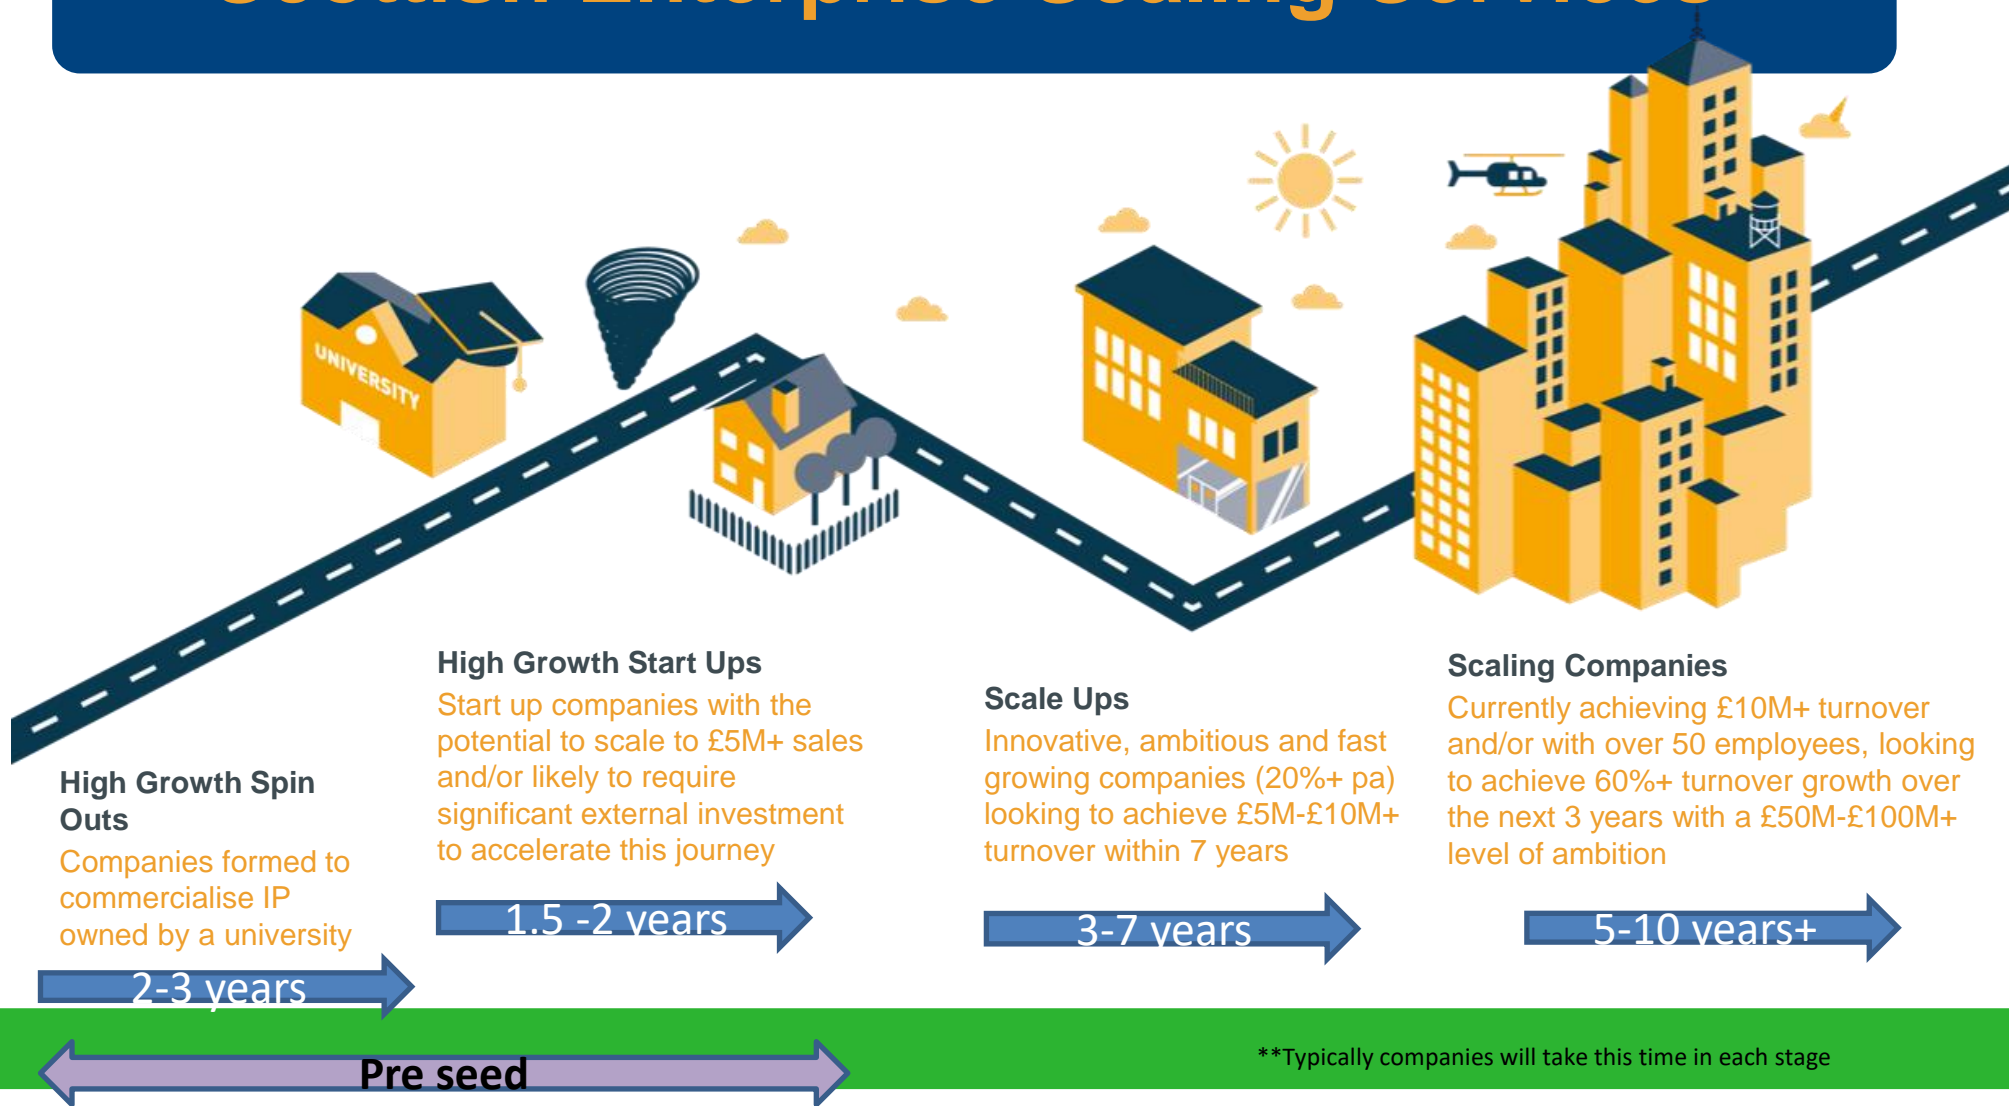 Scottish Enterprise Scaling Services
UNIVERSITY
High Growth Spin
Outs
Companies formed to
commercialise IP
owned by a university
2-3 years
High Growth Start Ups
Start up companies with the
potential to scale to £5M+ sales
and/or likely to require
significant external investment
to accelerate this journey
1.5 -2 years
Scale Ups
Innovative, ambitious and fast
growing companies (20%+ pa)
looking to achieve £5M-£10M+
turnover within 7 years
3-7 years
Scaling Companies
Currently achieving £10M+ turnover
and/or with over 50 employees, looking
to achieve 60%+ turnover growth over
the next 3 years with a £50M-£100M+
level of ambition
5-10 years+
Pre seed
**Typically companies will take this time in each stage